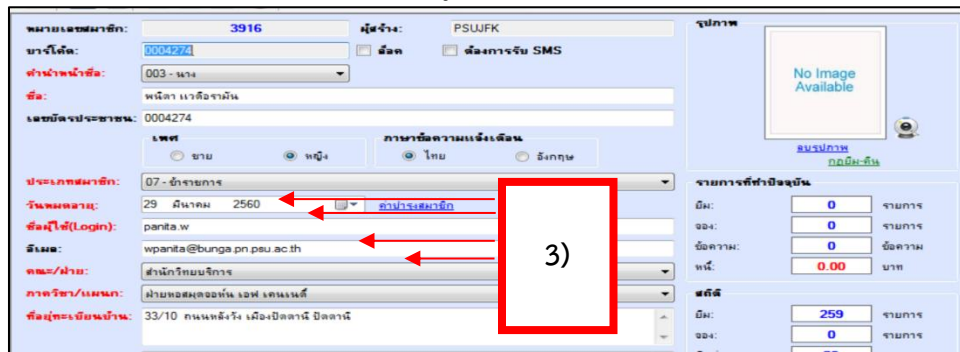 หมายเลขสมาชิก: 3916 ผู้สร้าง: PSUJFK
บาร์โค้ด: 0004274 ล็อค ต้องการรับ SMS
คำนำหน้าชื่อ: 003 - นาง
ชื่อ: พนิตา แวดือรามัน
เลขบัตรประชาชน: 0004274
เพศ ภาษาข้อความแจ้งเตือน
ชาย หญิง ไทย อังกฤษ
ประเภทสมาชิก: 07 - ข้าราชการ
วันหมดอายุ: 29 มีนาคม 2560 ค่าบำรุงสมาชิก
ชื่อผู้ใช้(Login): panita.w
อีเมล: wpanita@bunga.pn.psu.ac.th
คณะ/ฝ่าย: สำนักวิทยบริการ
ภาควิชา/แผนก: ฝ่ายหอสมุดจอห์น เอฟ เคนเนดี้
ที่อยู่ทะเบียนบ้าน: 33/10 ถนนหลังวัง เมืองปัตตานี ปัตตานี
3)
รูปภาพ
No Image
Available
ลบรูปภาพ
กฎยืม-คืน
รายการที่ทำปัจจุบัน
ยืม: 0 รายการ
จอง: 0 รายการ
ข้อความ: 0 ข้อความ
หนี้: 0.00 บาท
สถิติ
ยืม: 259 รายการ
จอง: 0 รายการ